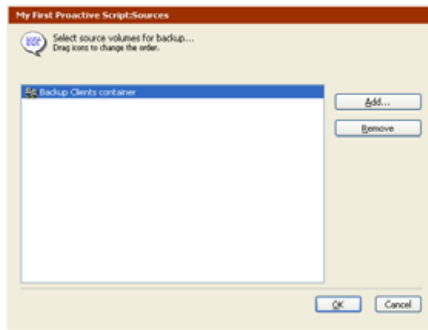 My First Proactive Script:Sources
Select source volumes for backup...
Drag icons to change the order.
Backup Clients container
Add...
Remove
OK
Cancel